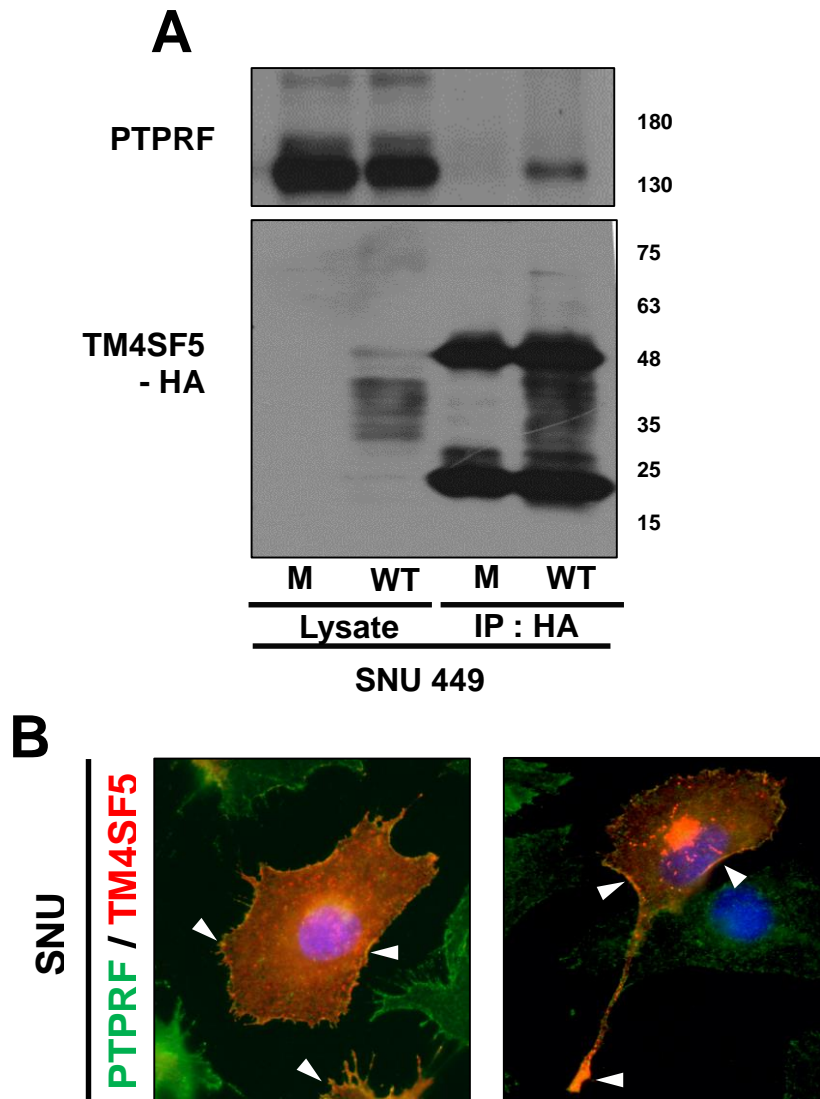 A
PTPRF
180
130
TM4SF5
- HA
75
63
48
35
25
15
M WT M WT
Lysate IP : HA
SNU 449
B
SNU
PTPRF / TM4SF5